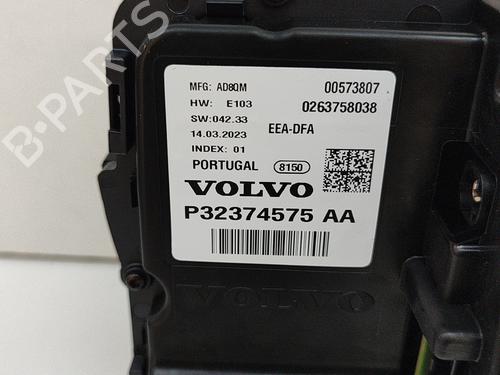 B-PARTS
MFG: AD8QM 00573807
HW: E103 0263758038
SW:042.33 EEA-DFA
14.03.2023
INDEX: 01
PORTUGAL 8150
VOLVO
P32374575 AA
VOLVO